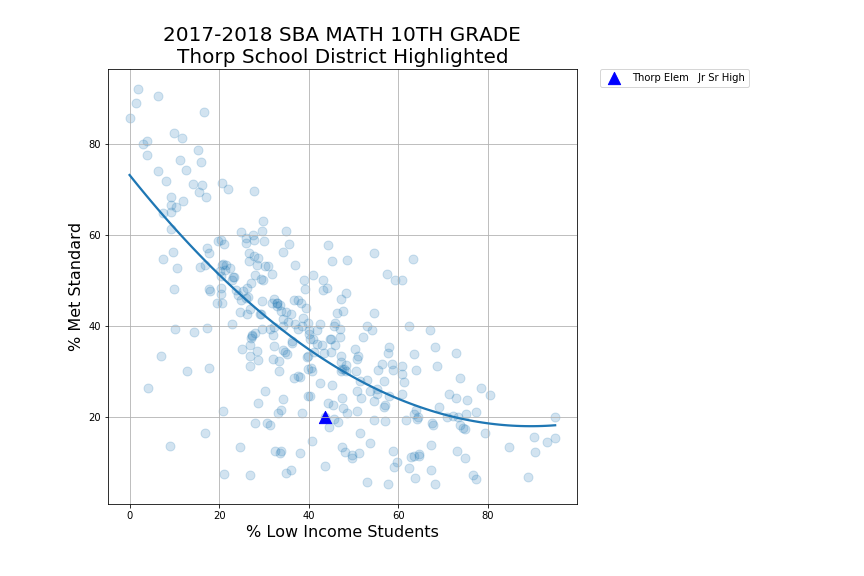 2017-2018 SBA MATH 10TH GRADE
Thorp School District Highlighted
Thorp Elem   Jr Sr High
% Met Standard
80
60
40
20
0
20
40
60
80
% Low Income Students